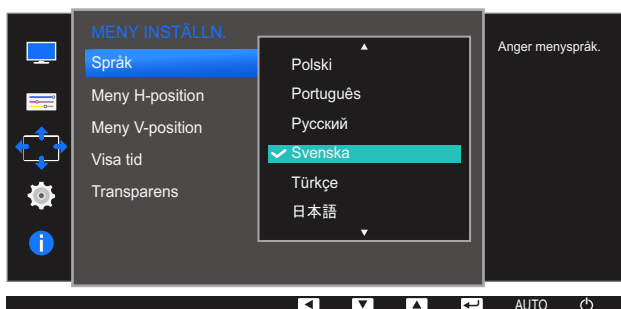 MENY INSTÄLLN.
Språk
Meny H-position
Meny V-position
Visa tid
Transparens
Polski
Português
Русский
Svenska
Türkçe
日本語
Anger menyspråk.
AUTO